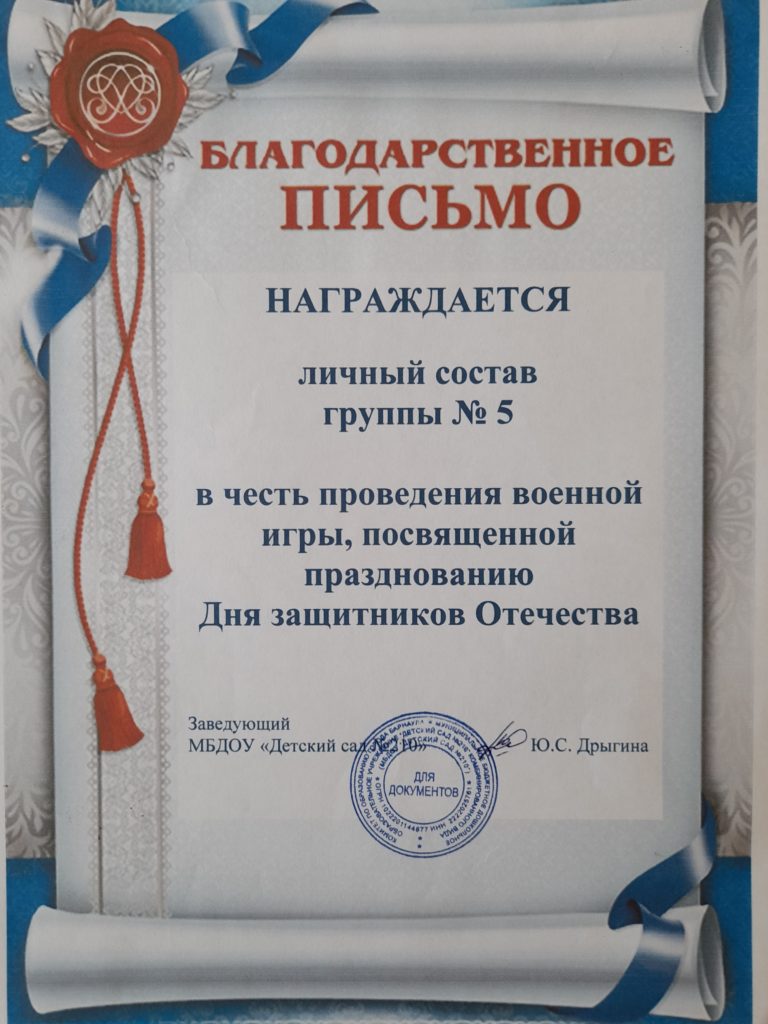 БЛАГОДАРСТВЕННОЕ
ПИСЬМО
НАГРАЖДАЕТСЯ
личный состав
группы № 5
в честь проведения военной
игры, посвященной
празднованию
Дня защитников Отечества
Заведующий
МБДОУ «Детский сад №210» Ю.С. Дрыгина
ДЛЯ
ДОКУМЕНТОВ